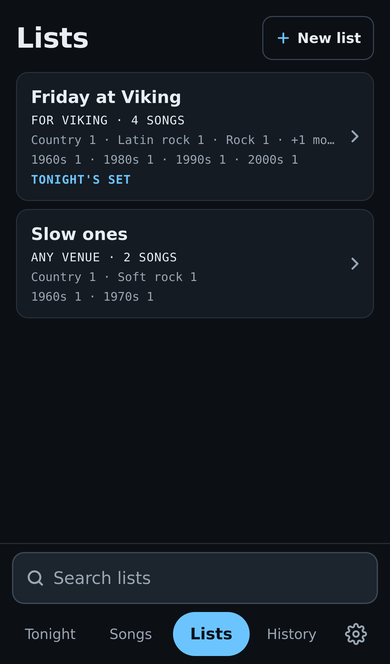 Lists
+ New list
Friday at Viking
FOR VIKING · 4 SONGS
Country 1 · Latin rock 1 · Rock 1 · +1 mo…
1960s 1 · 1980s 1 · 1990s 1 · 2000s 1
TONIGHT'S SET
Slow ones
ANY VENUE · 2 SONGS
Country 1 · Soft rock 1
1960s 1 · 1970s 1
Search lists
Tonight Songs Lists History